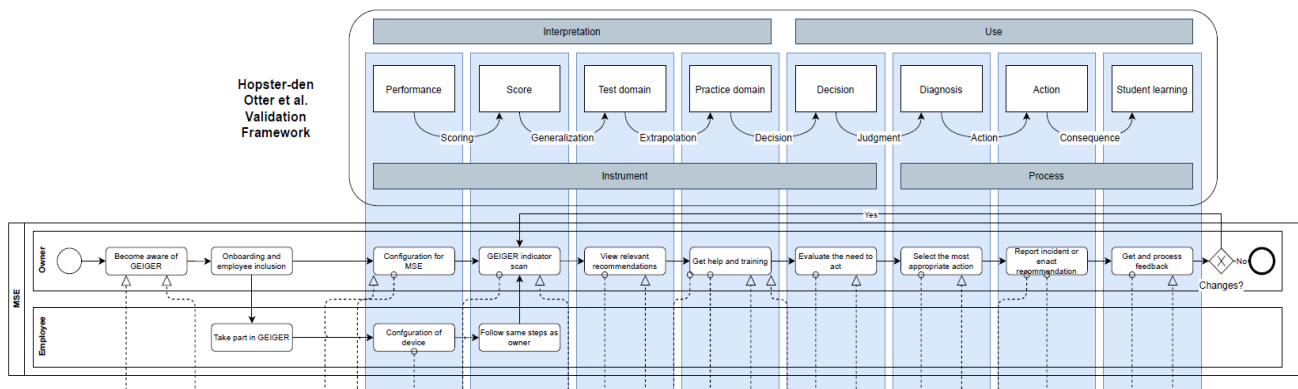 Interpretation
Use
Hopster-den
Otter et al.
Validation
Framework
Performance
Score
Test domain
Practice domain
Decision
Diagnosis
Action
Student learning
Scoring
Generalization
Extrapolation
Decision
Judgment
Action
Consequence
Instrument
Process
Yes
MSE
Owner
Become aware of
GEIGER
Onboarding and
employee inclusion
Configuration for
MSE
GEIGER indicator
scan
View relevant
recommendations
Get help and training
Evaluate the need to
act
Select the most
appropriate action
Report incident or
enact
recommendation
Get and process
feedback
X
No
Changes?
Employee
Take part in GEIGER
Confguration of
device
Follow same steps as
owner